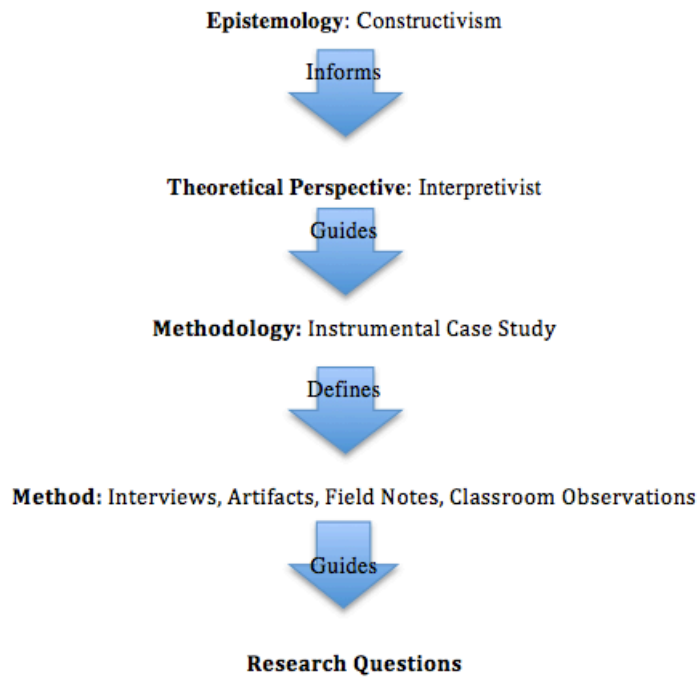 Epistemology: Constructivism
Informs
Theoretical Perspective: Interpretivist
Guides
Methodology: Instrumental Case Study
Defines
Method: Interviews, Artifacts, Field Notes, Classroom Observations
Guides
Research Questions